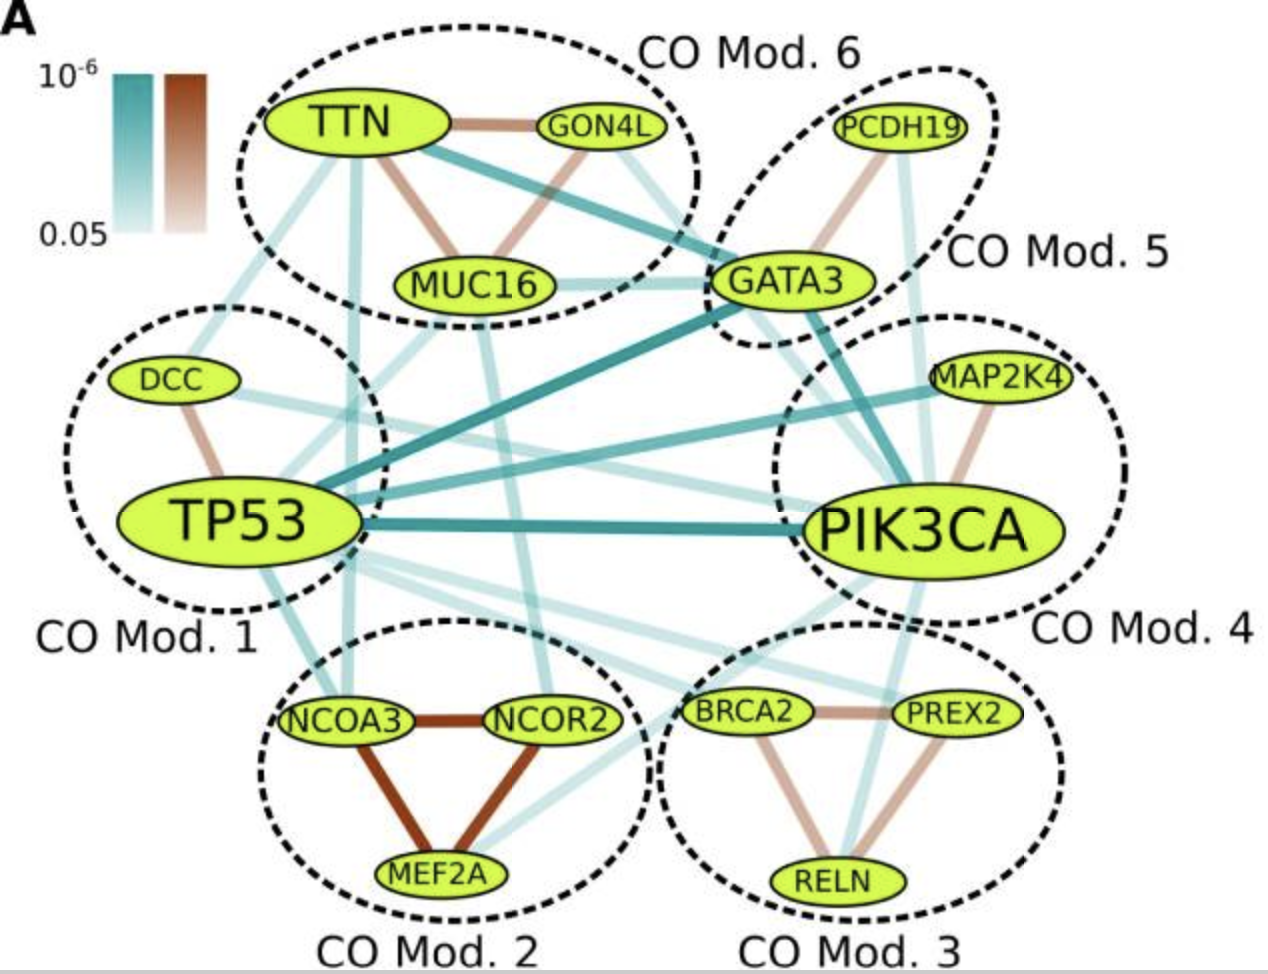 A
CO Mod. 6
10-6
0.05
TTN
GON4L
PCDH19
MUC16
GATA3
CO Mod. 5
DCC
MAP2K4
TP53
PIK3CA
CO Mod. 1
CO Mod. 4
NCOA3
NCOR2
BRCA2
PREX2
MEF2A
RELN
CO Mod. 2
CO Mod. 3